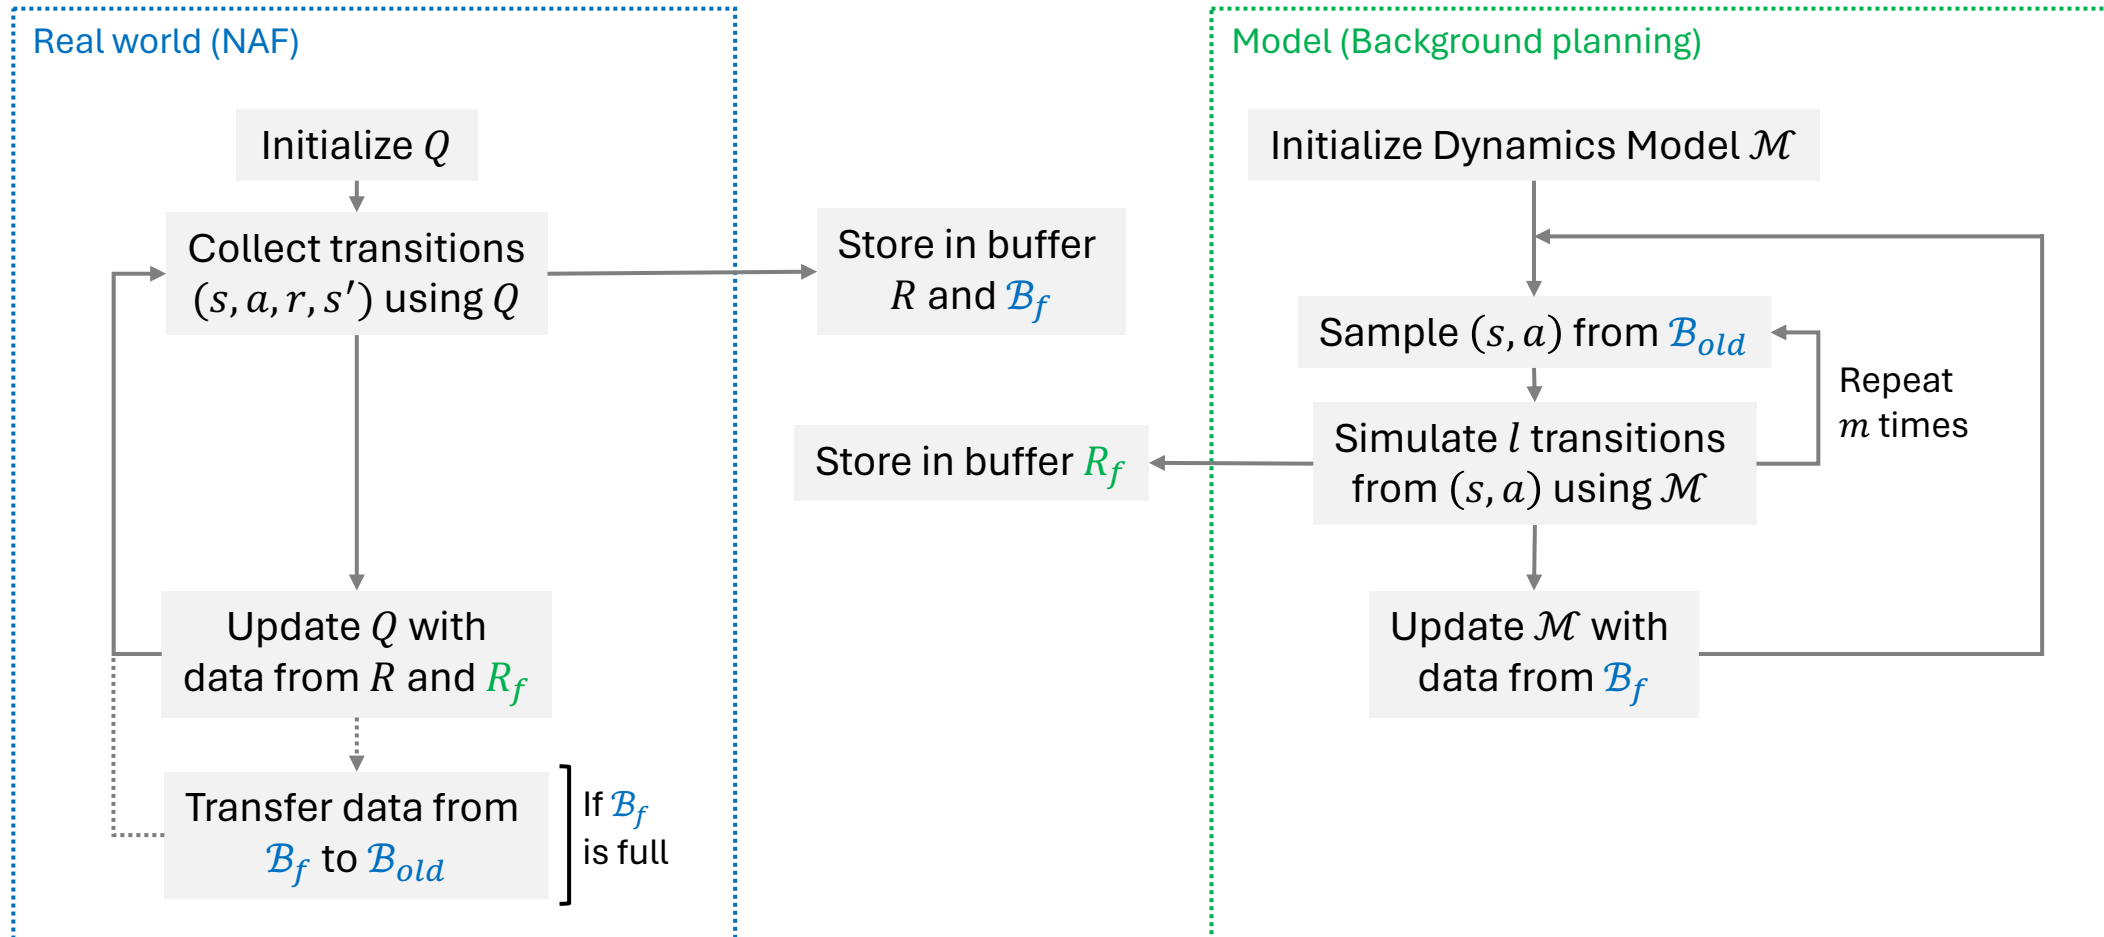 Real world (NAF)
Initialize Q
Collect transitions
(s, a, r, s′) using Q
Update Q with
data from R and R_f
Transfer data from
ℬ_f to ℬ_old
If ℬ_f
is full
Store in buffer
R and ℬ_f
Store in buffer R_f
Model (Background planning)
Initialize Dynamics Model ℳ
Sample (s, a) from ℬ_old
Simulate l transitions
from (s, a) using ℳ
Repeat
m times
Update ℳ with
data from ℬ_f